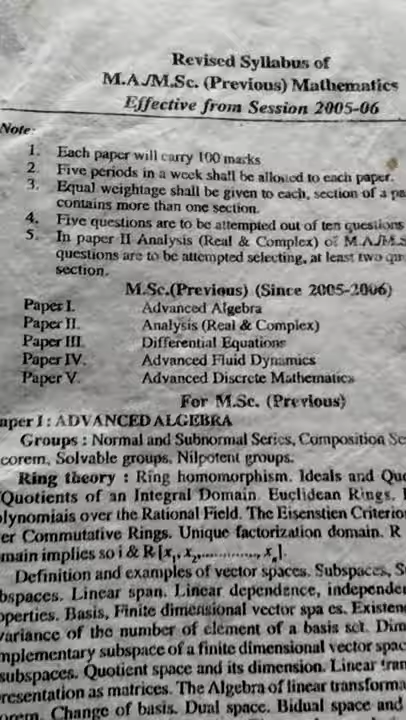 Revised Syllabus of
M.A./M.Sc. (Previous) Mathematics
Effective from Session 2005-06
Note:
1. Each paper will carry 100 marks
2. Five periods in a week shall be allowed to each paper.
3. Equal weightage shall be given to each, section of a pa
contains more than one section.
4. Five questions are to be attempted out of ten questions
5. In paper II Analysis (Real & Complex) of M.A/M.S
questions are to be attempted selecting, at least two qu
section.
M.Sc.(Previous) (Since 2005-2006)
Paper I. Advanced Algebra
Paper II. Analysis (Real & Complex)
Paper III. Differential Equations
Paper IV. Advanced Fluid Dynamics
Paper V. Advanced Discrete Mathematics
For M.Sc. (Previous)
aper I : ADVANCED ALGEBRA
Groups : Normal and Subnormal Series, Composition Se
eorem, Solvable groups, Nilpotent groups.
Ring theory : Ring homomorphism. Ideals and Quo
Quotients of an Integral Domain. Euclidean Rings,
olynomials over the Rational Field. The Eisenstien Criterio
er Commutative Rings. Unique factorization domain. R
main implies so i & R [x₁, x₂,............., xₙ].
Definition and examples of vector spaces. Subspaces, S
bspaces. Linear span. Linear dependence, independen
operties. Basis, Finite dimensional vector spa es. Existen
variance of the number of element of a basis set. Dim
mplementary subspace of a finite dimensional vector spac
subspaces. Quotient space and its dimension. Linear tran
presentation as matrices. The Algebra of linear transforma
orem. Change of basis. Dual space. Bidual space and